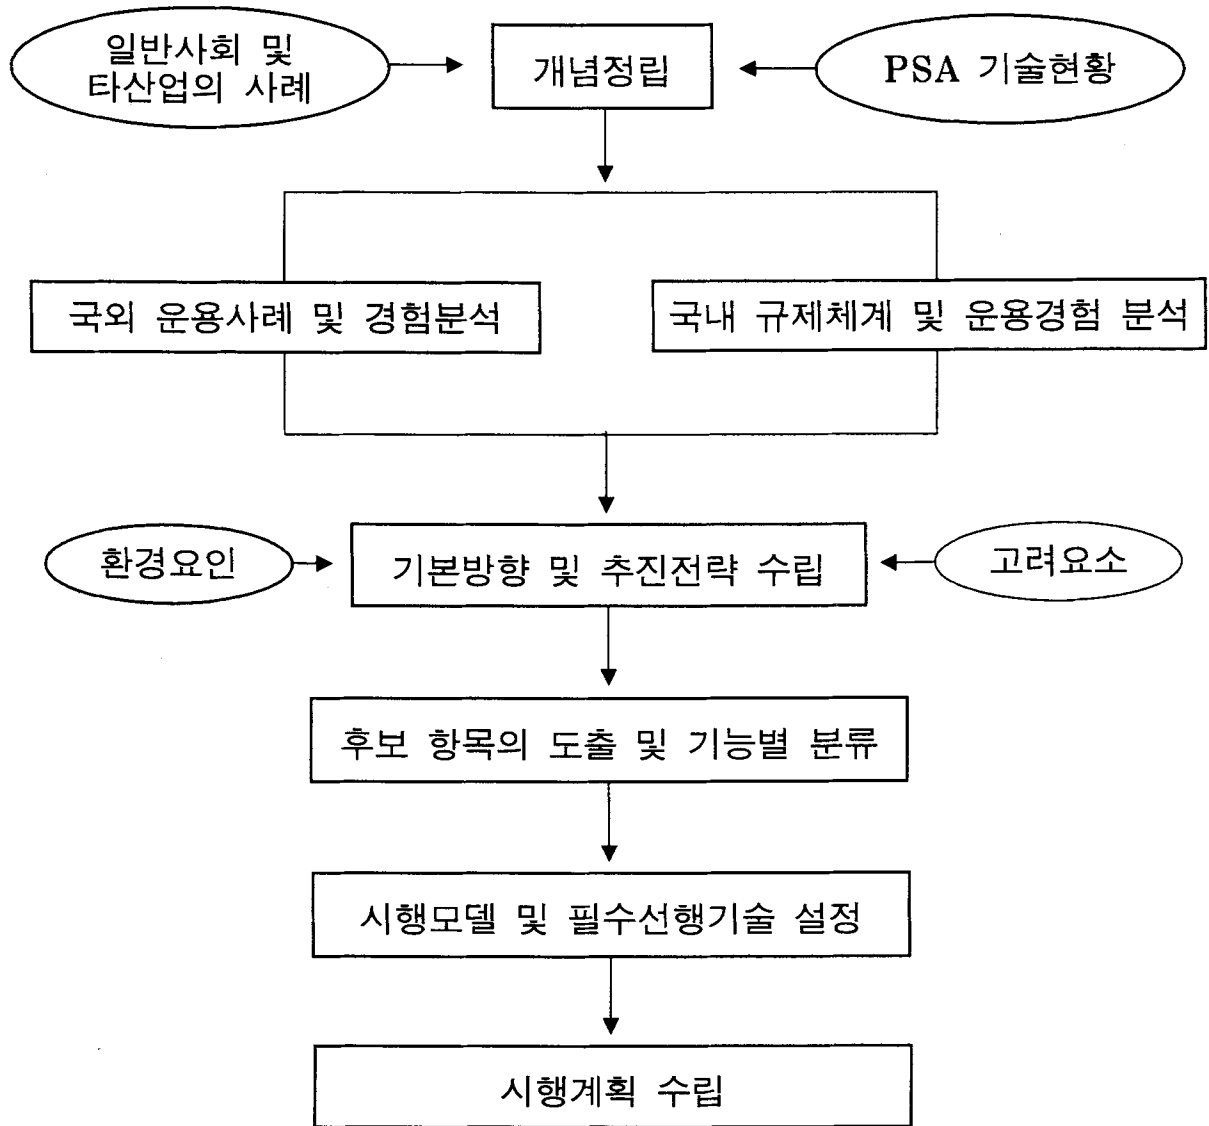 일반사회 및
타산업의 사례
개념정립
PSA 기술현황
국외 운용사례 및 경험분석
국내 규제체계 및 운용경험 분석
환경요인
기본방향 및 추진전략 수립
고려요소
후보 항목의 도출 및 기능별 분류
시행모델 및 필수선행기술 설정
시행계획 수립